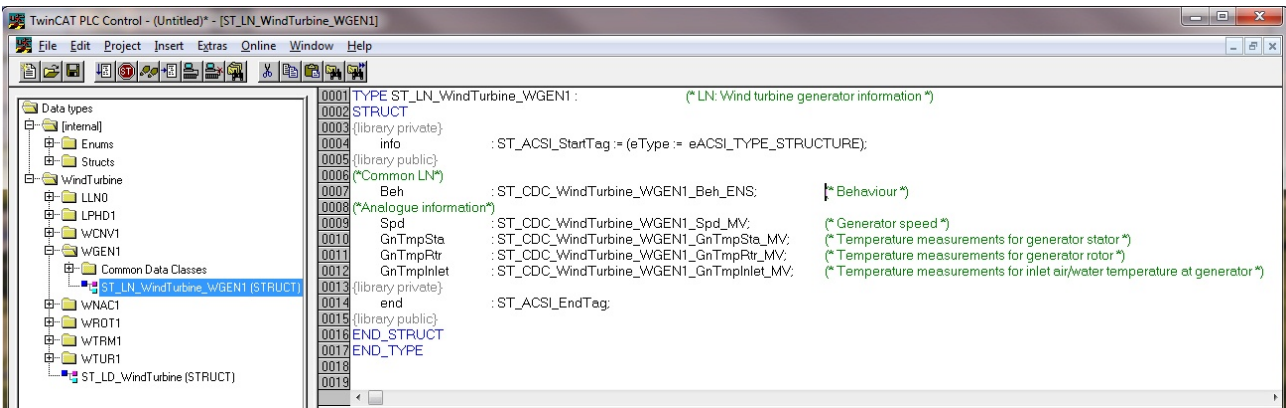 TwinCAT PLC Control - (Untitled)* - [ST_LN_WindTurbine_WGEN1]
File Edit Project Insert Extras Online Window Help
Data types
[internal]
Enums
Structs
WindTurbine
LLN0
LPHD1
WCNV1
WGEN1
Common Data Classes
ST_LN_WindTurbine_WGEN1 (STRUCT)
WNAC1
WROT1
WTRM1
WTUR1
ST_LD_WindTurbine (STRUCT)
0001 TYPE ST_LN_WindTurbine_WGEN1 : (* LN: Wind turbine generator information *)
0002 STRUCT
0003 {library private}
0004 info : ST_ACSI_StartTag := (eType := eACSI_TYPE_STRUCTURE);
0005 {library public}
0006 (*Common LN*)
0007 Beh : ST_CDC_WindTurbine_WGEN1_Beh_ENS; (* Behaviour *)
0008 (*Analogue information*)
0009 Spd : ST_CDC_WindTurbine_WGEN1_Spd_MV; (* Generator speed *)
0010 GnTmpSta : ST_CDC_WindTurbine_WGEN1_GnTmpSta_MV; (* Temperature measurements for generator stator *)
0011 GnTmpRtr : ST_CDC_WindTurbine_WGEN1_GnTmpRtr_MV; (* Temperature measurements for generator rotor *)
0012 GnTmpInlet : ST_CDC_WindTurbine_WGEN1_GnTmpInlet_MV; (* Temperature measurements for inlet air/water temperature at generator *)
0013 {library private}
0014 end : ST_ACSI_EndTag;
0015 {library public}
0016 END_STRUCT
0017 END_TYPE
0018
0019